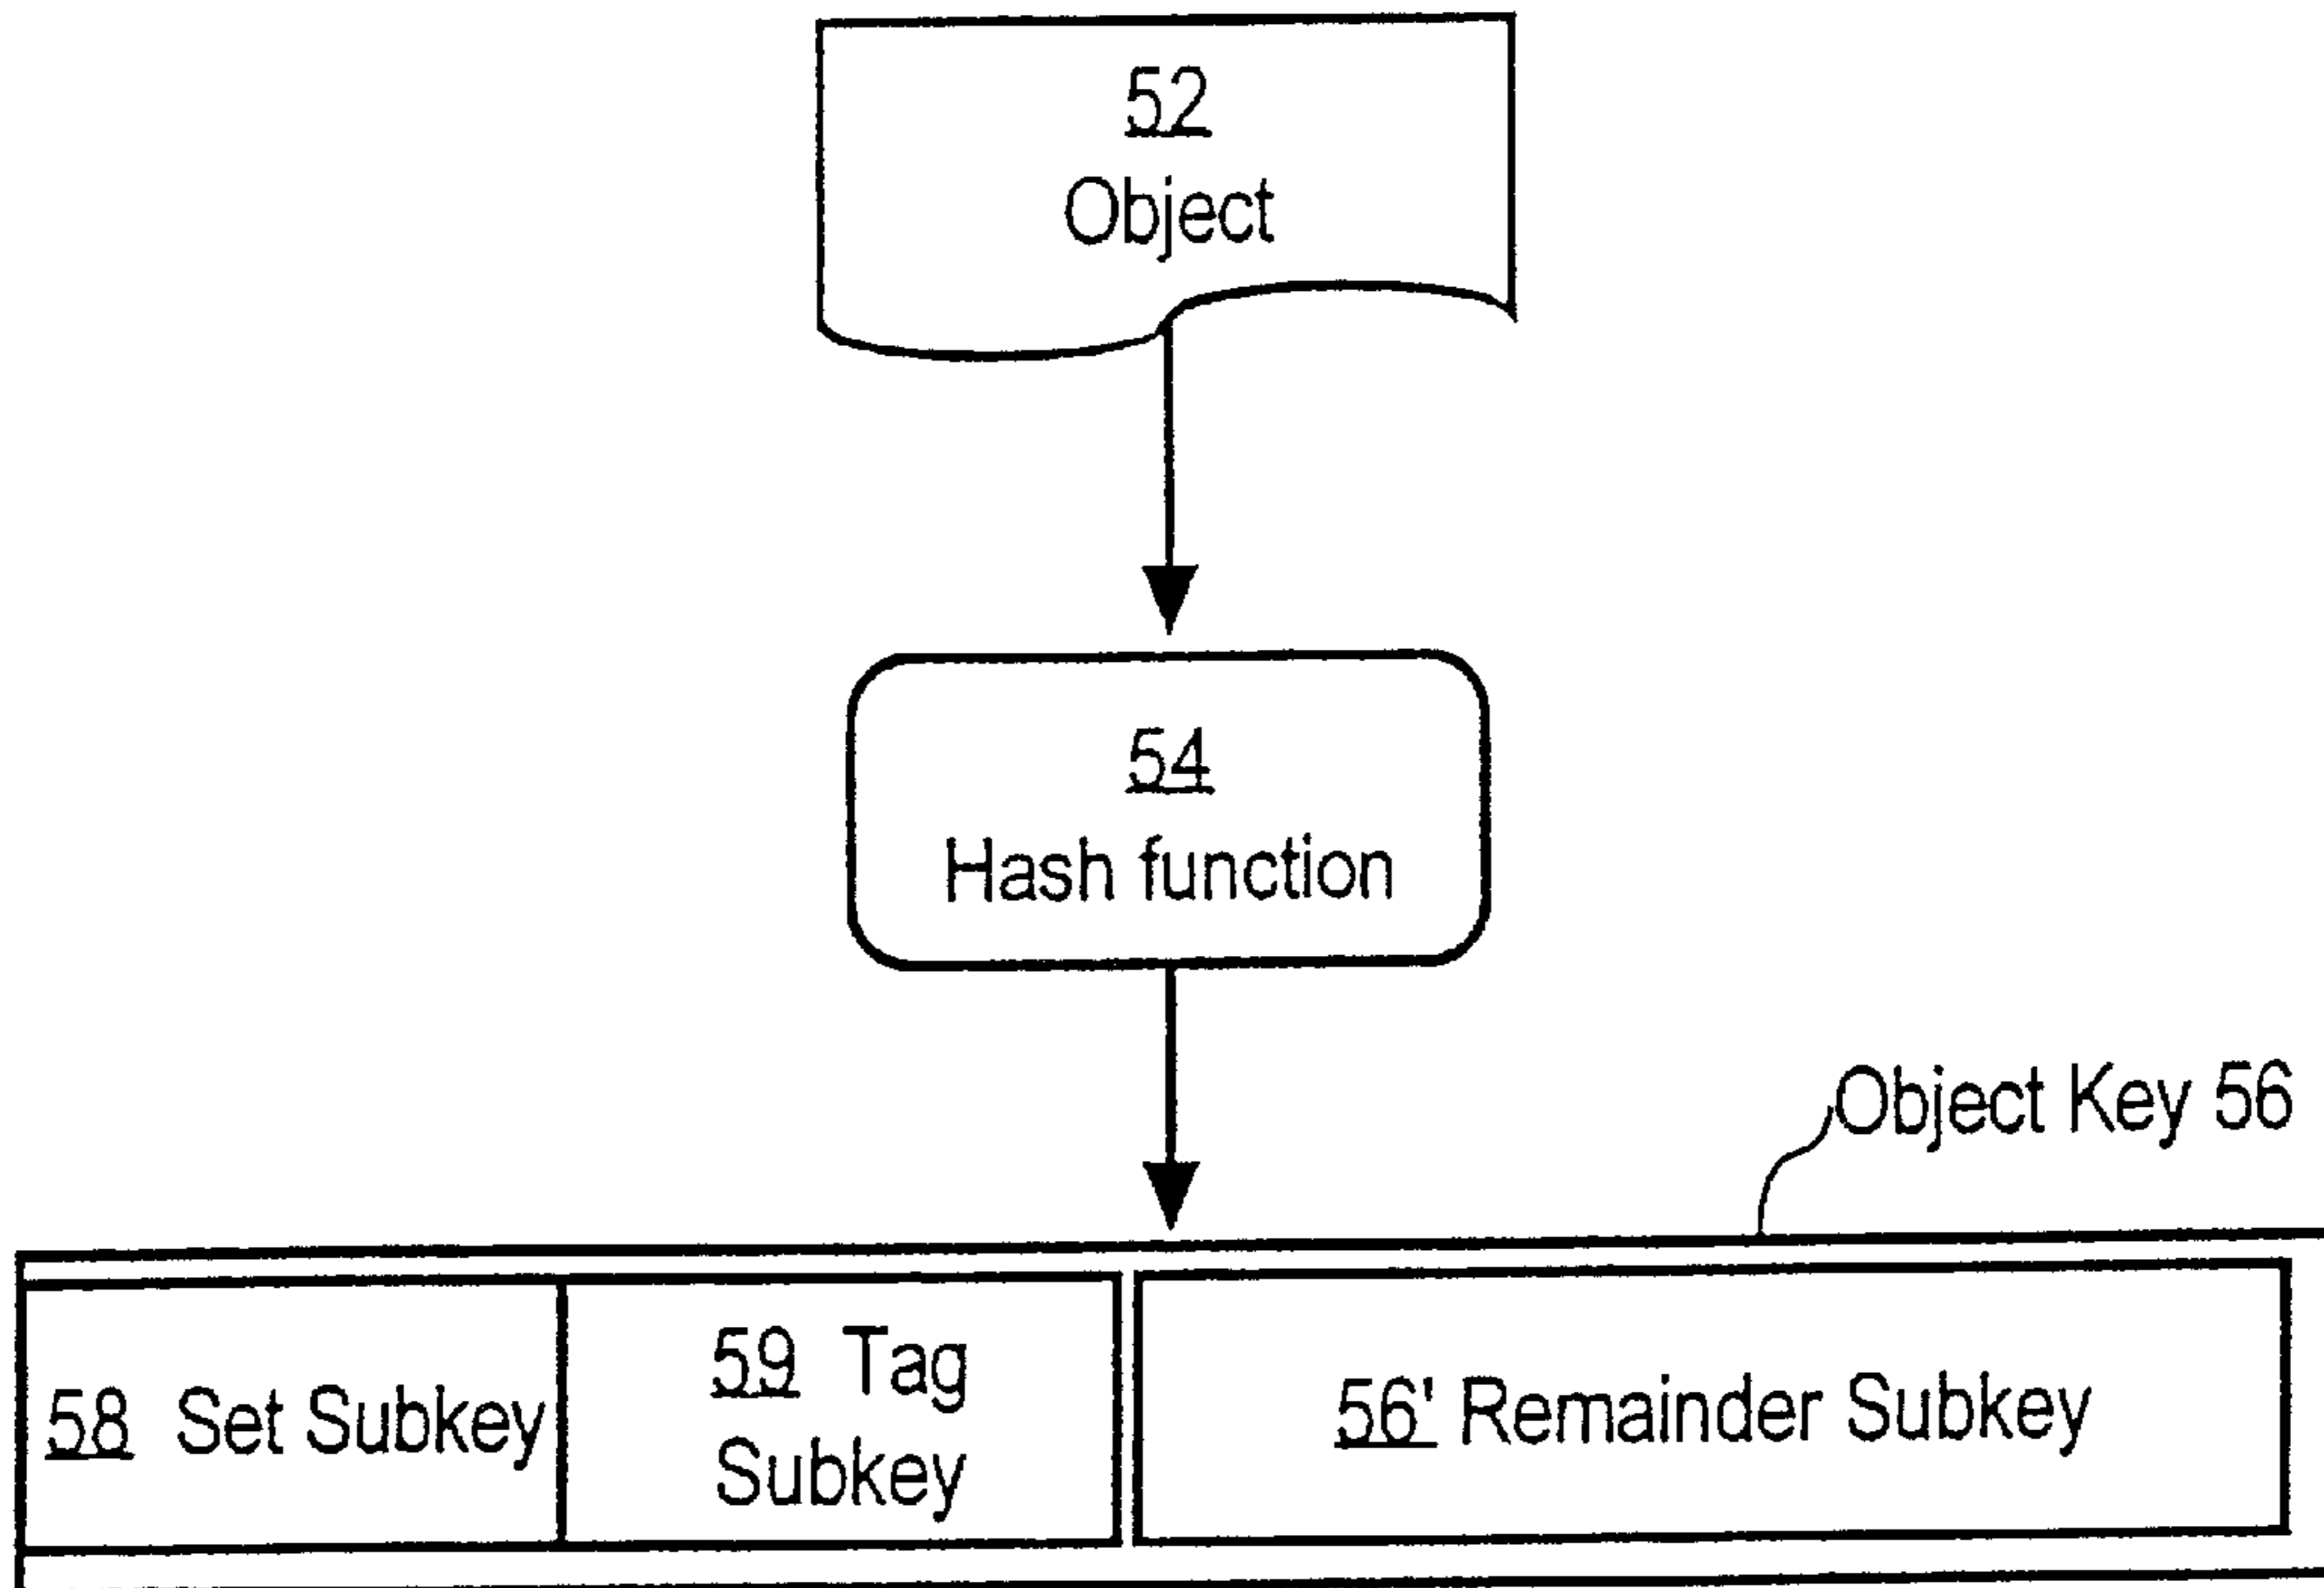 52
Object
54
Hash function
Object Key 56
58 Set Subkey
59 Tag
Subkey
56' Remainder Subkey